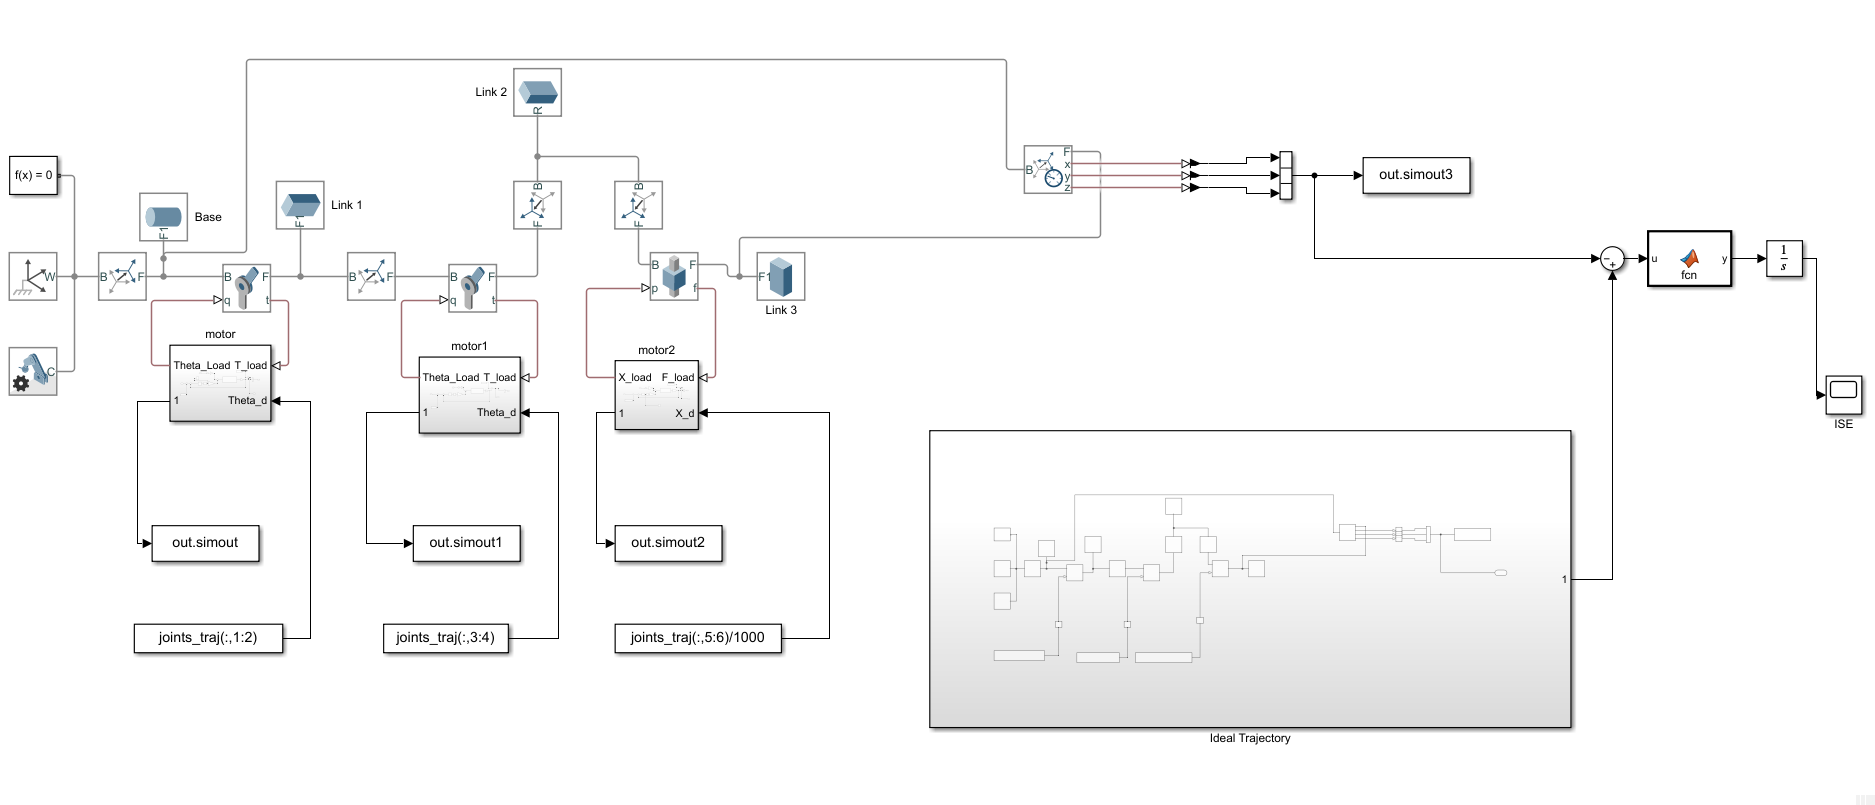 Link 2
R
F
x
y
z
B
out.simout3
f(x) = 0
Base
F1
Link 1
F1
B
F
B
F
W
B
F
B
F
q
t
B
F
B
F
q
t
B
F
p
f
F1
Link 3
u
fcn
y
1
s
C
motor
Theta_Load
T_load
Theta_d
1
motor1
Theta_Load
T_load
Theta_d
1
motor2
X_load
F_load
X_d
1
ISE
out.simout
out.simout1
out.simout2
1
joints_traj(:,1:2)
joints_traj(:,3:4)
joints_traj(:,5:6)/1000
Ideal Trajectory